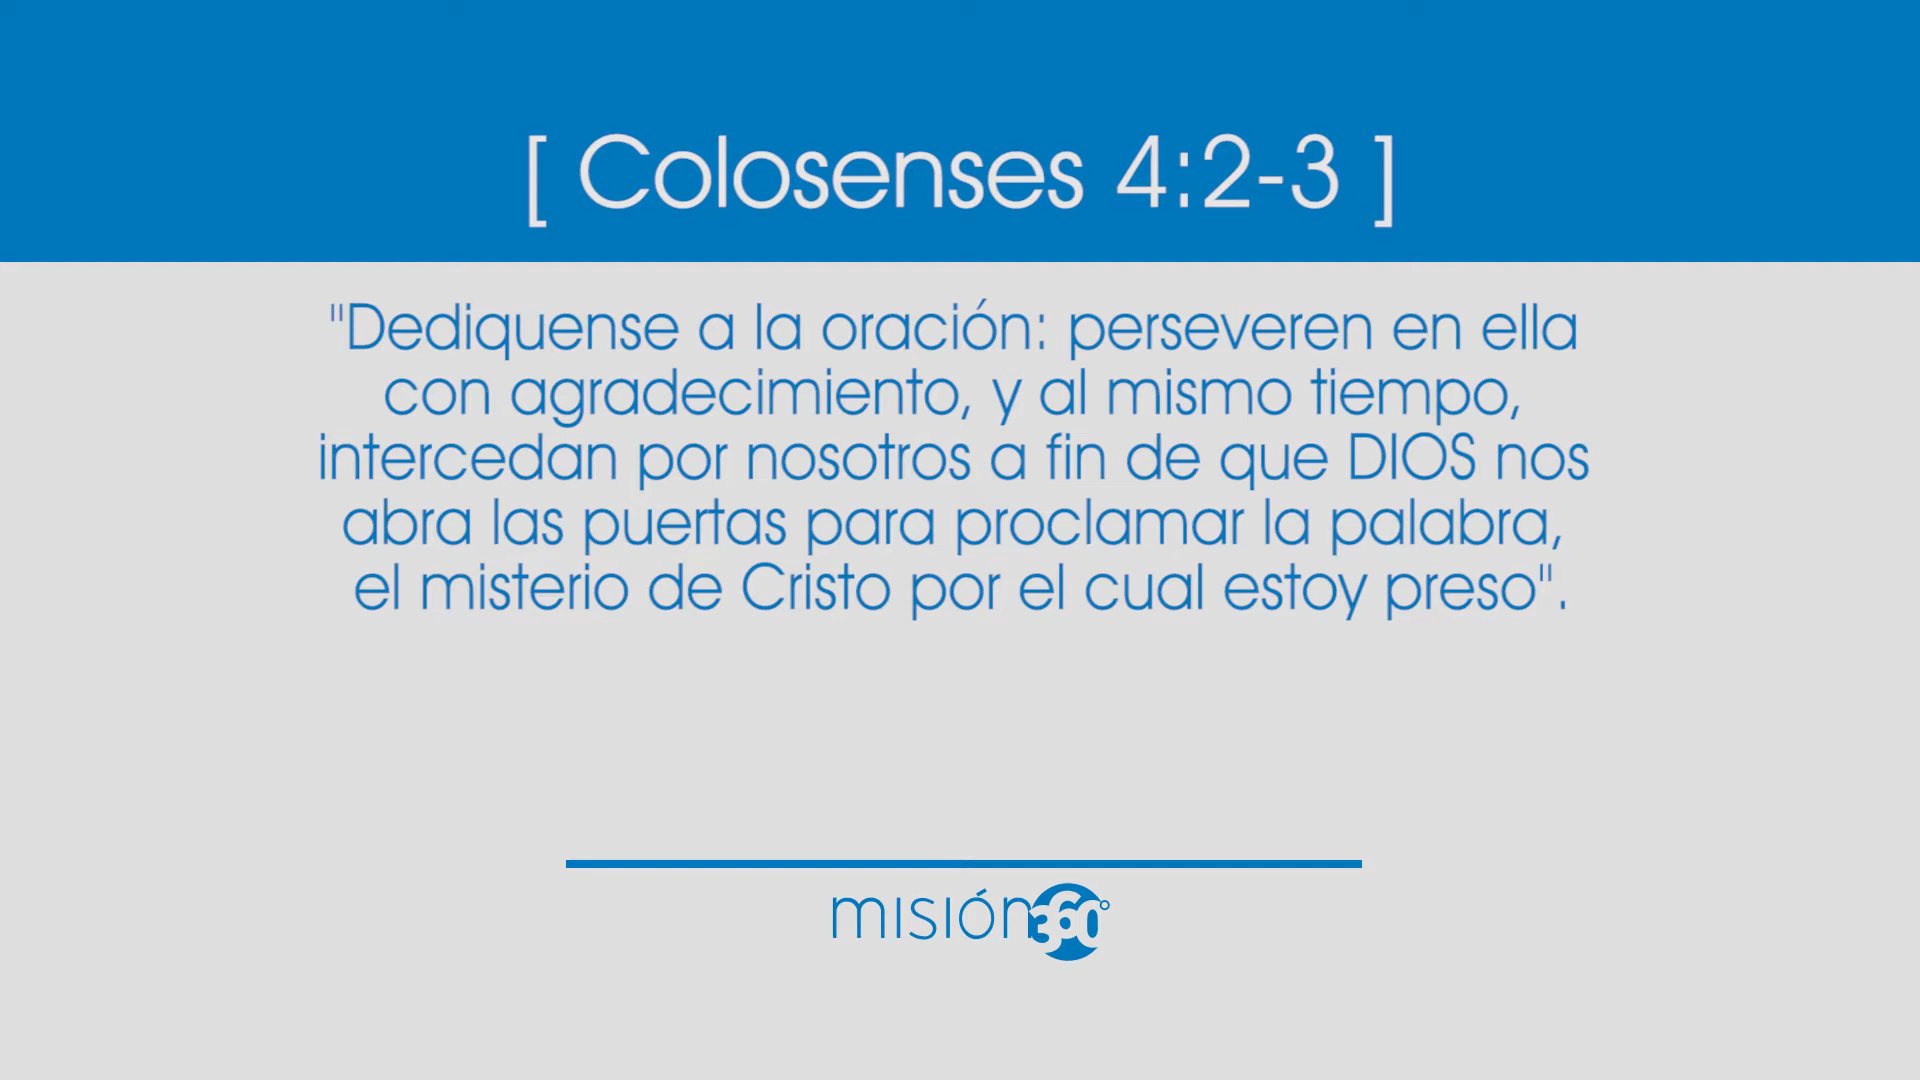 [ Colosenses 4:2-3 ]
"Dediquense a la oración: perseveren en ella
con agradecimiento, y al mismo tiempo,
intercedan por nosotros a fin de que DIOS nos
abra las puertas para proclamar la palabra,
el misterio de Cristo por el cual estoy preso".
misión360°